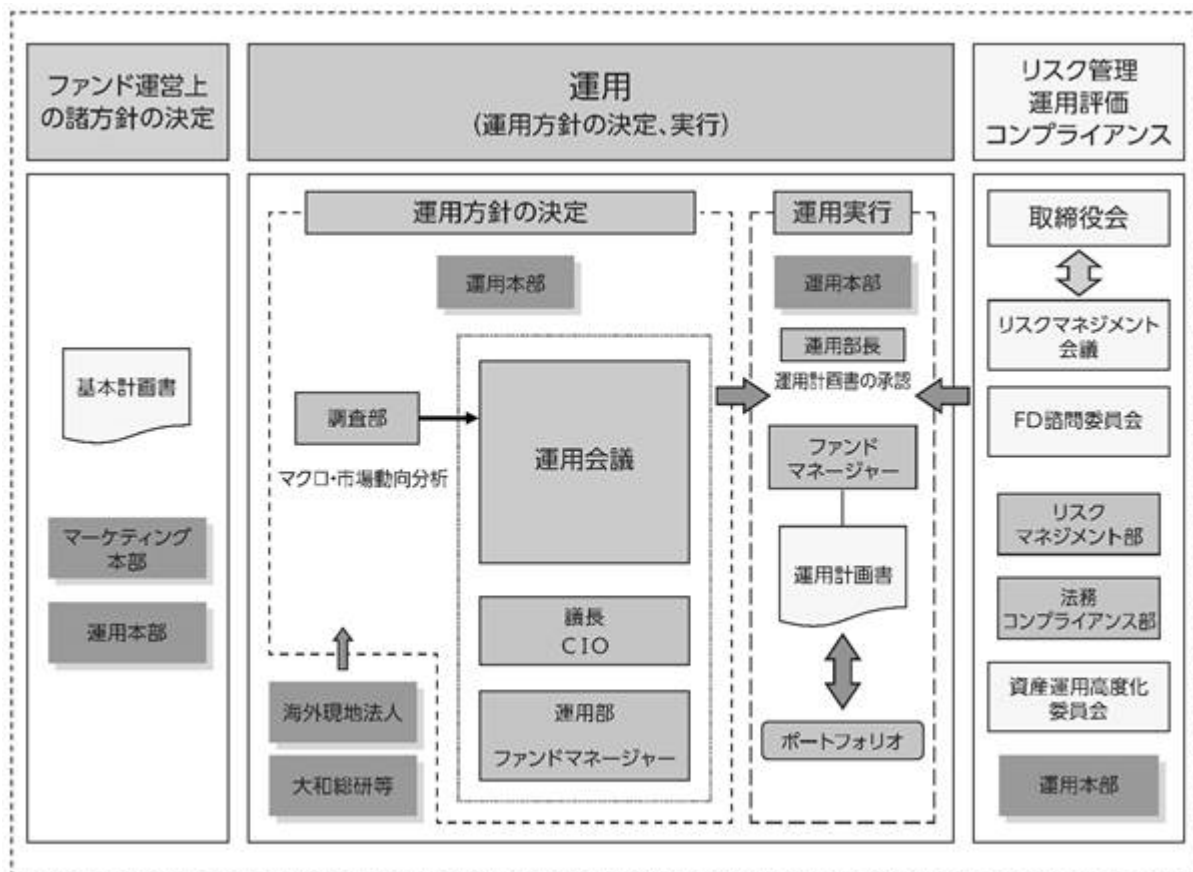 ファンド運営上
の諸方針の決定
運用
(運用方針の決定、実行)
リスク管理
運用評価
コンプライアンス
基本計画書
マーケティング
本部
運用本部
運用方針の決定
運用本部
調査部
マクロ・市場動向分析
運用会議
議長
CIO
運用部
ファンドマネージャー
海外現地法人
大和総研等
運用実行
運用本部
運用部長
運用計画書の承認
ファンド
マネージャー
運用計画書
ポートフォリオ
取締役会
リスクマネジメント
会議
FD諮問委員会
リスク
マネジメント部
法務
コンプライアンス部
資産運用高度化
委員会
運用本部